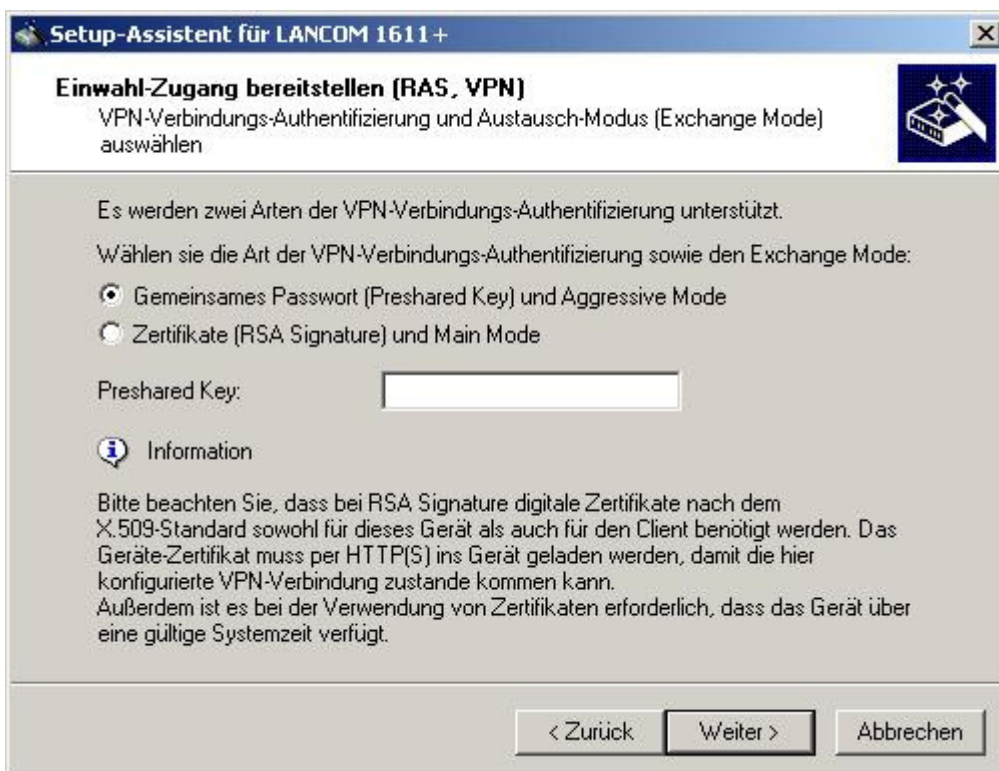 Setup-Assistent für LANCOM 1611+
Einwahl-Zugang bereitstellen (RAS, VPN)
VPN-Verbindungs-Authentifizierung und Austausch-Modus (Exchange Mode)
auswählen
Es werden zwei Arten der VPN-Verbindungs-Authentifizierung unterstützt.
Wählen sie die Art der VPN-Verbindungs-Authentifizierung sowie den Exchange Mode:
Gemeinsames Passwort (Preshared Key) und Aggressive Mode
Zertifikate (RSA Signature) und Main Mode
Preshared Key:
Information
Bitte beachten Sie, dass bei RSA Signature digitale Zertifikate nach dem
X.509-Standard sowohl für dieses Gerät als auch für den Client benötigt werden. Das
Geräte-Zertifikat muss per HTTP(S) ins Gerät geladen werden, damit die hier
konfigurierte VPN-Verbindung zustande kommen kann.
Außerdem ist es bei der Verwendung von Zertifikaten erforderlich, dass das Gerät über
eine gültige Systemzeit verfügt.
< Zurück
Weiter >
Abbrechen